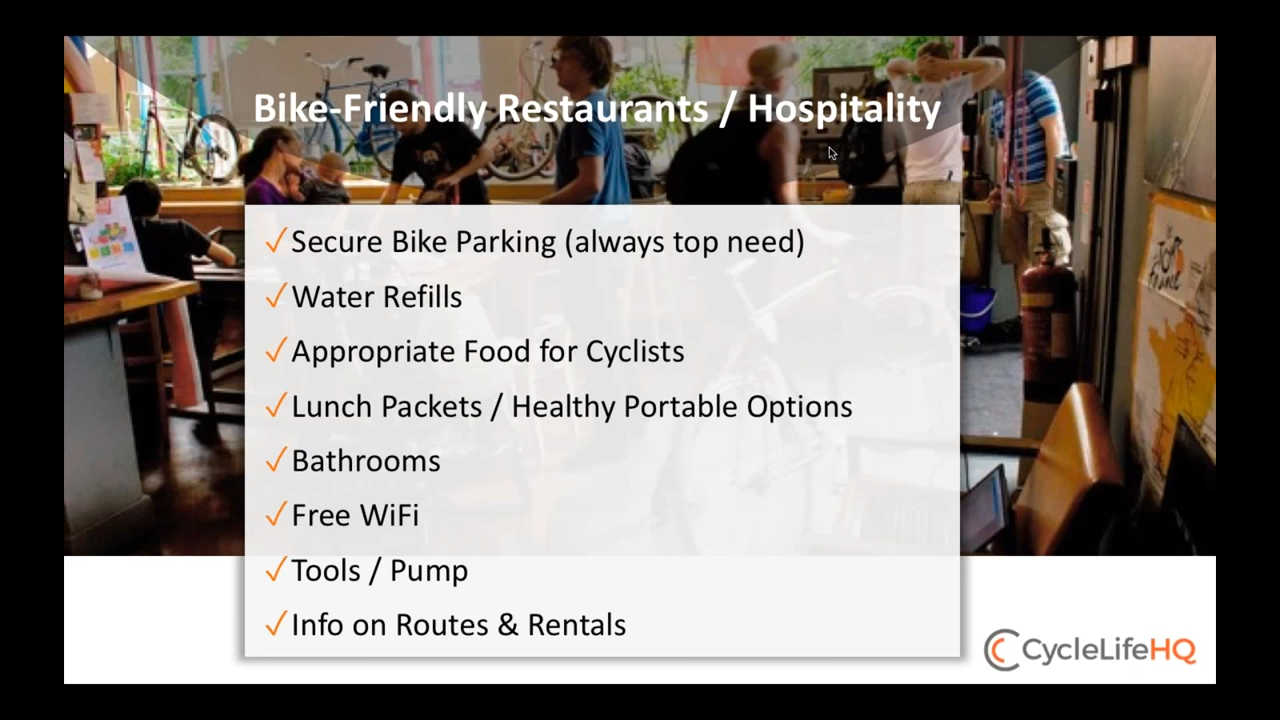 Bike-Friendly Restaurants / Hospitality
✓Secure Bike Parking (always top need)
✓Water Refills
✓Appropriate Food for Cyclists
✓Lunch Packets / Healthy Portable Options
✓Bathrooms
✓Free WiFi
✓Tools / Pump
✓Info on Routes & Rentals
CycleLifeHQ